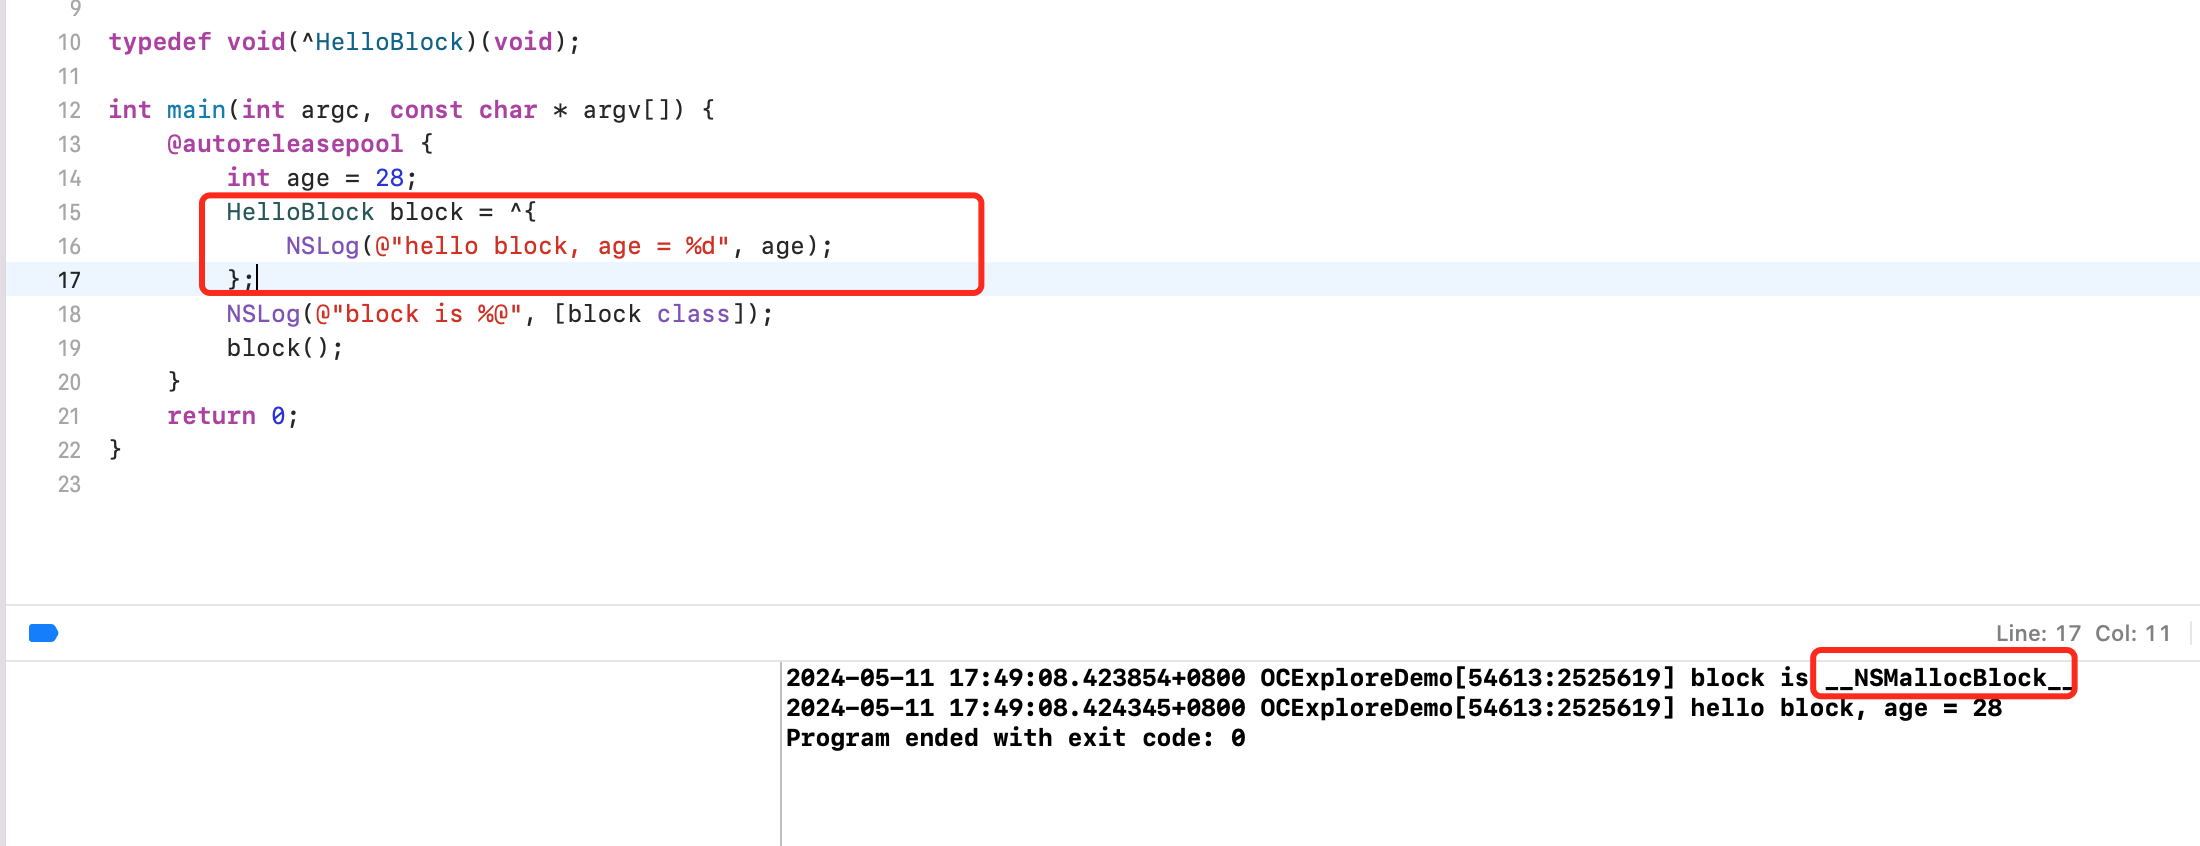 9
10 typedef void(^HelloBlock)(void);
11
12 int main(int argc, const char * argv[]) {
13     @autoreleasepool {
14         int age = 28;
15         HelloBlock block = ^{
16             NSLog(@"hello block, age = %d", age);
17         };
18         NSLog(@"block is %@", [block class]);
19         block();
20     }
21     return 0;
22 }
23
Line: 17 Col: 11
2024-05-11 17:49:08.423854+0800 OCExploreDemo[54613:2525619] block is __NSMallocBlock__
2024-05-11 17:49:08.424345+0800 OCExploreDemo[54613:2525619] hello block, age = 28
Program ended with exit code: 0